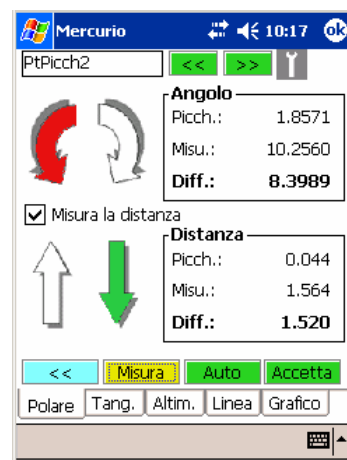 Mercurio 10:17 ok
PtPicch2 << >>
Angolo
Picch.: 1.8571
Misu.: 10.2560
Diff.: 8.3989
Misura la distanza
Distanza
Picch.: 0.044
Misu.: 1.564
Diff.: 1.520
<< Misura Auto Accetta
Polare Tang. Altim. Linea Grafico